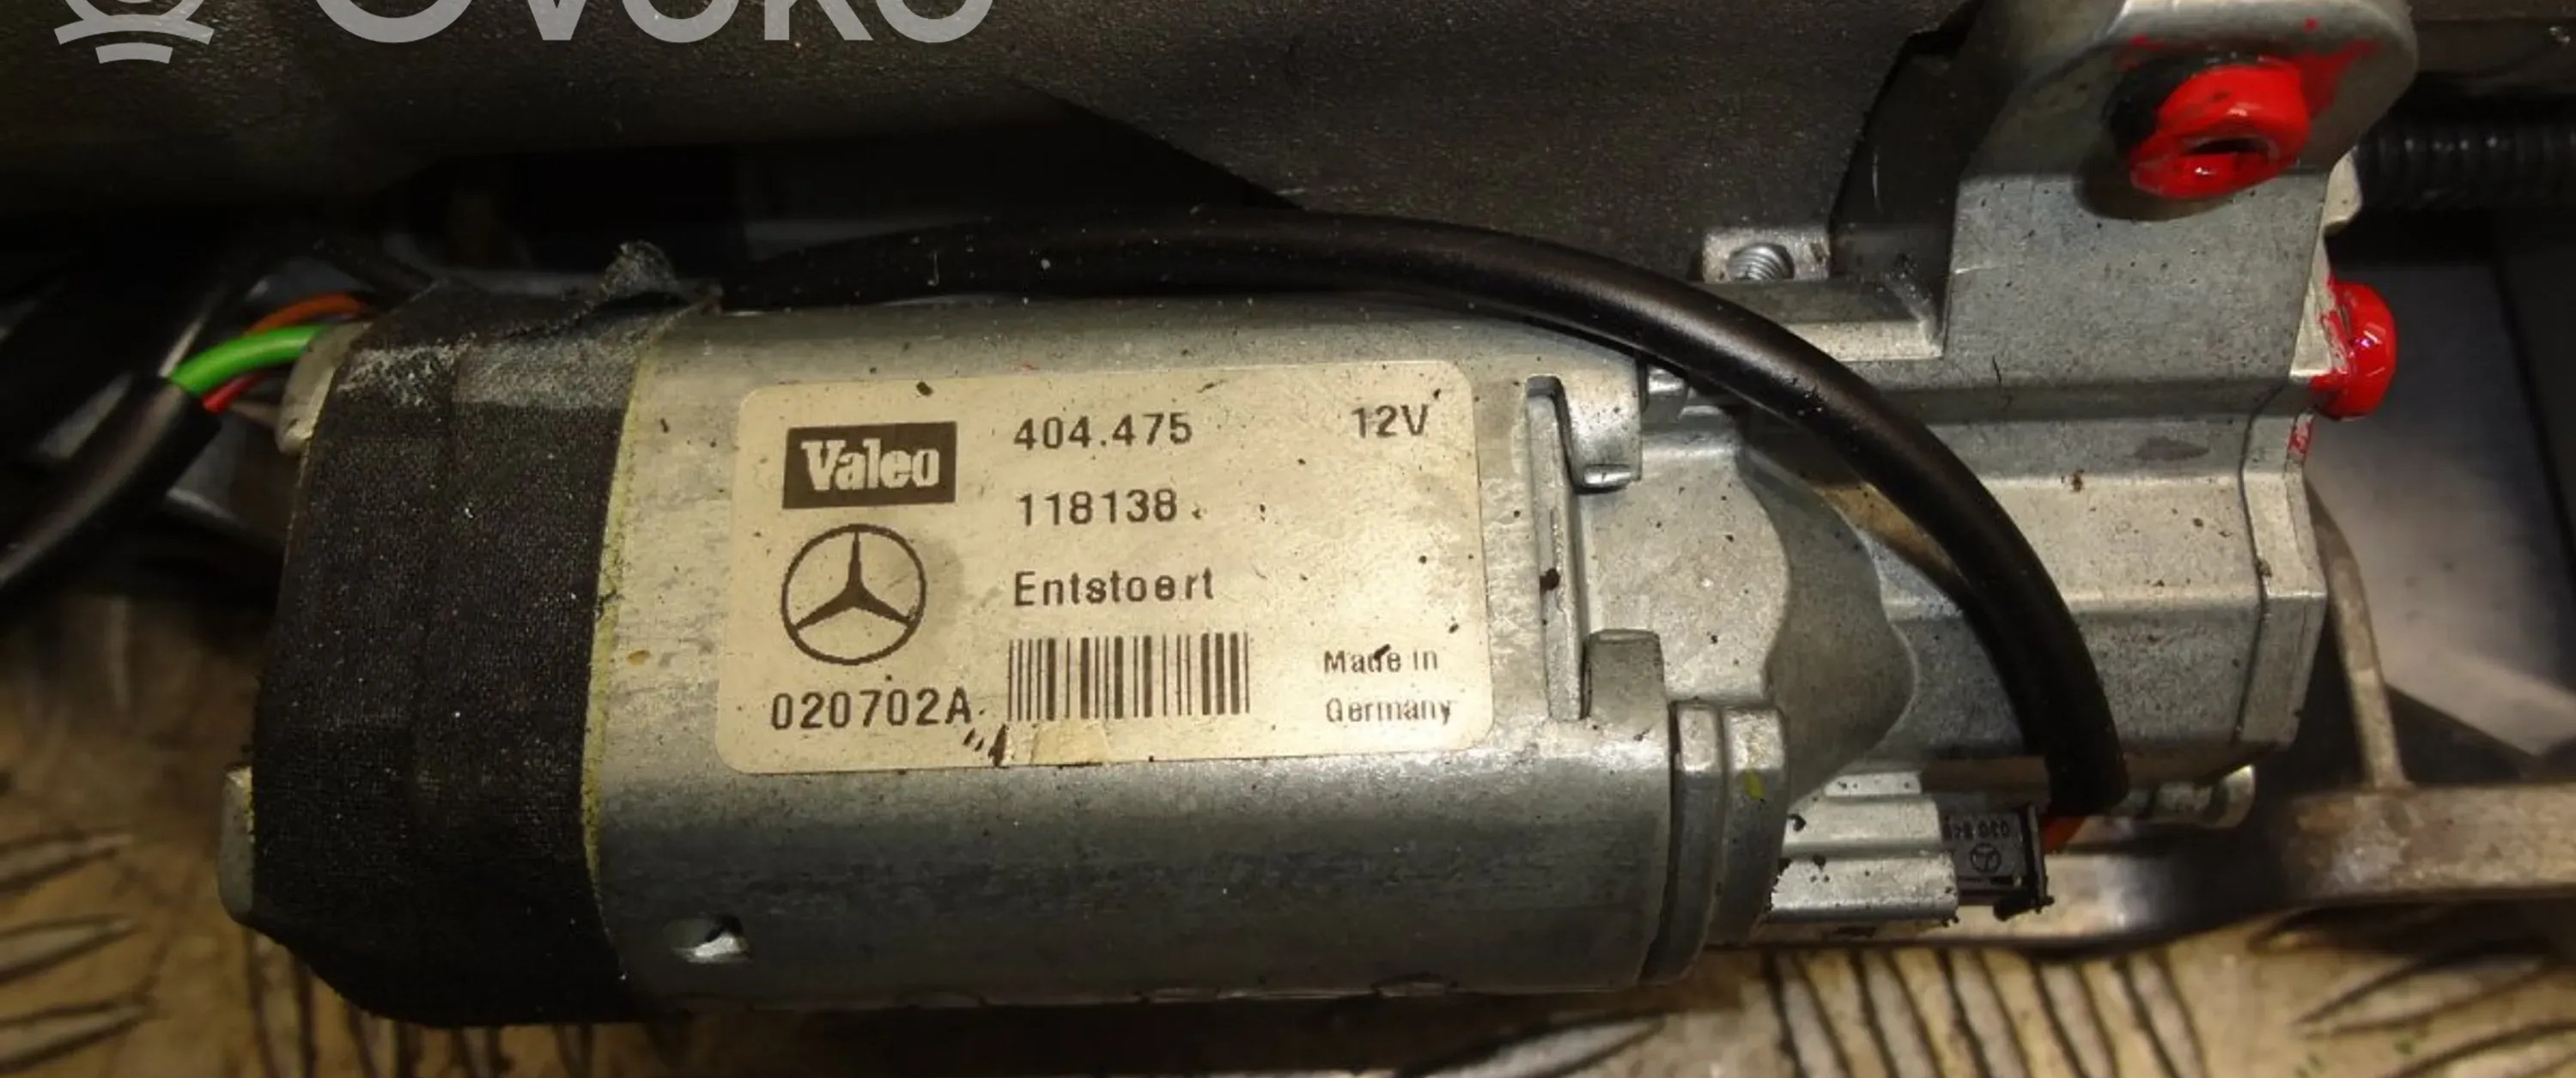 Valeo 404.475 12V
118138
Entstoert
020702A
Made in
Germany